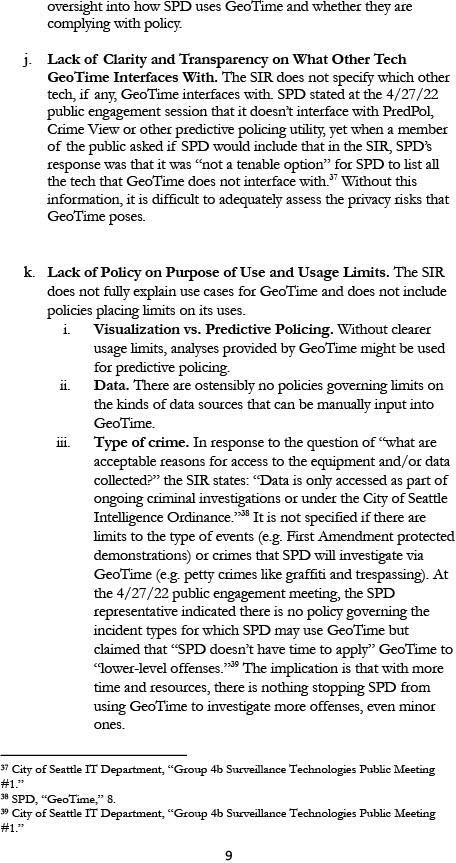 oversight into how SPD uses GeoTime and whether they are
complying with policy.
j. Lack of Clarity and Transparency on What Other Tech
GeoTime Interfaces With. The SIR does not specify which other
tech, if any, GeoTime interfaces with. SPD stated at the 4/27/22
public engagement session that it doesn't interface with PredPol,
Crime View or other predictive policing utility, yet when a member
of the public asked if SPD would include that in the SIR, SPD's
response was that it was “not a tenable option” for SPD to list all
the tech that GeoTime does not interface with.³⁷ Without this
information, it is difficult to adequately assess the privacy risks that
GeoTime poses.
k. Lack of Policy on Purpose of Use and Usage Limits. The SIR
does not fully explain use cases for GeoTime and does not include
policies placing limits on its uses.
i. Visualization vs. Predictive Policing. Without clearer
usage limits, analyses provided by GeoTime might be used
for predictive policing.
ii. Data. There are ostensibly no policies governing limits on
the kinds of data sources that can be manually input into
GeoTime.
iii. Type of crime. In response to the question of “what are
acceptable reasons for access to the equipment and/or data
collected?” the SIR states: “Data is only accessed as part of
ongoing criminal investigations or under the City of Seattle
Intelligence Ordinance.”³⁸ It is not specified if there are
limits to the type of events (e.g. First Amendment protected
demonstrations) or crimes that SPD will investigate via
GeoTime (e.g. petty crimes like graffiti and trespassing). At
the 4/27/22 public engagement meeting, the SPD
representative indicated there is no policy governing the
incident types for which SPD may use GeoTime but
claimed that “SPD doesn't have time to apply” GeoTime to
“lower-level offenses.”³⁹ The implication is that with more
time and resources, there is nothing stopping SPD from
using GeoTime to investigate more offenses, even minor
ones.
³⁷ City of Seattle IT Department, “Group 4b Surveillance Technologies Public Meeting
#1.”
³⁸ SPD, “GeoTime,” 8.
³⁹ City of Seattle IT Department, “Group 4b Surveillance Technologies Public Meeting
#1.”
9